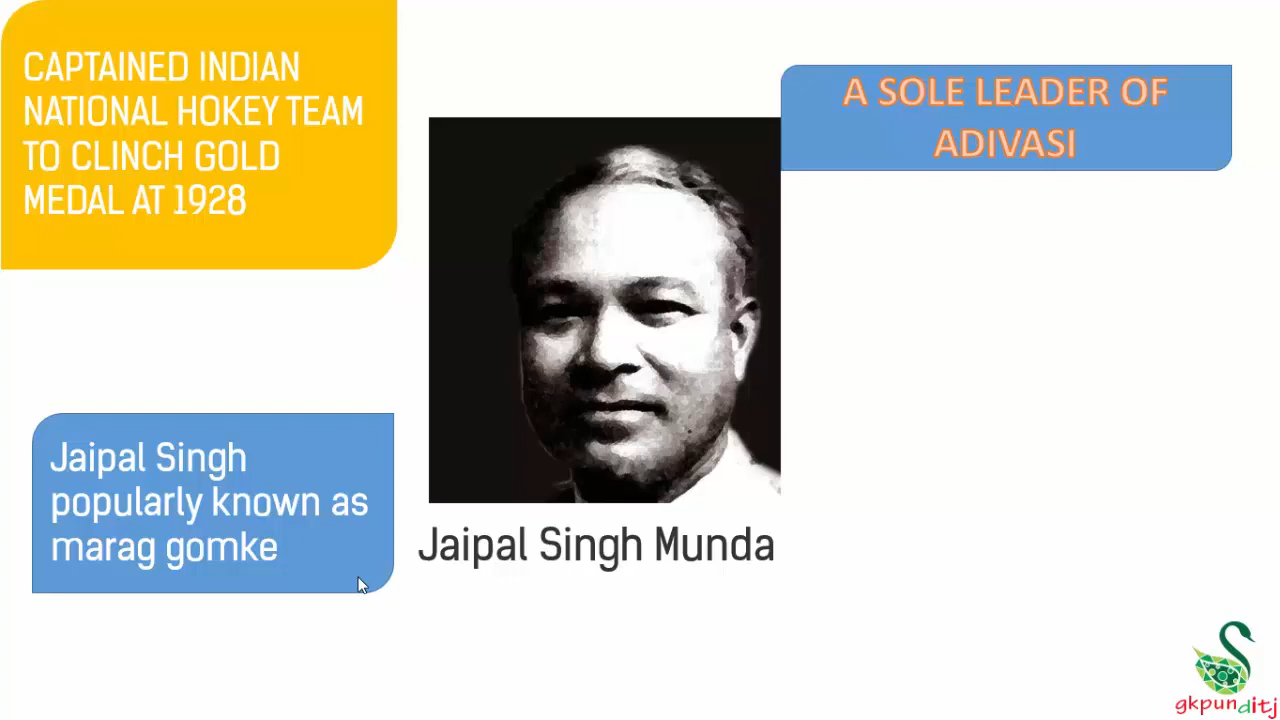 CAPTAINED INDIAN
NATIONAL HOKEY TEAM
TO CLINCH GOLD
MEDAL AT 1928
A SOLE LEADER OF
ADIVASI
Jaipal Singh
popularly known as
marag gomke
Jaipal Singh Munda
gkpunditj